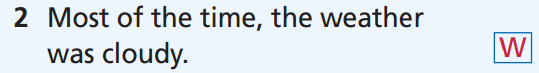 2 Most of the time, the weather
was cloudy. W